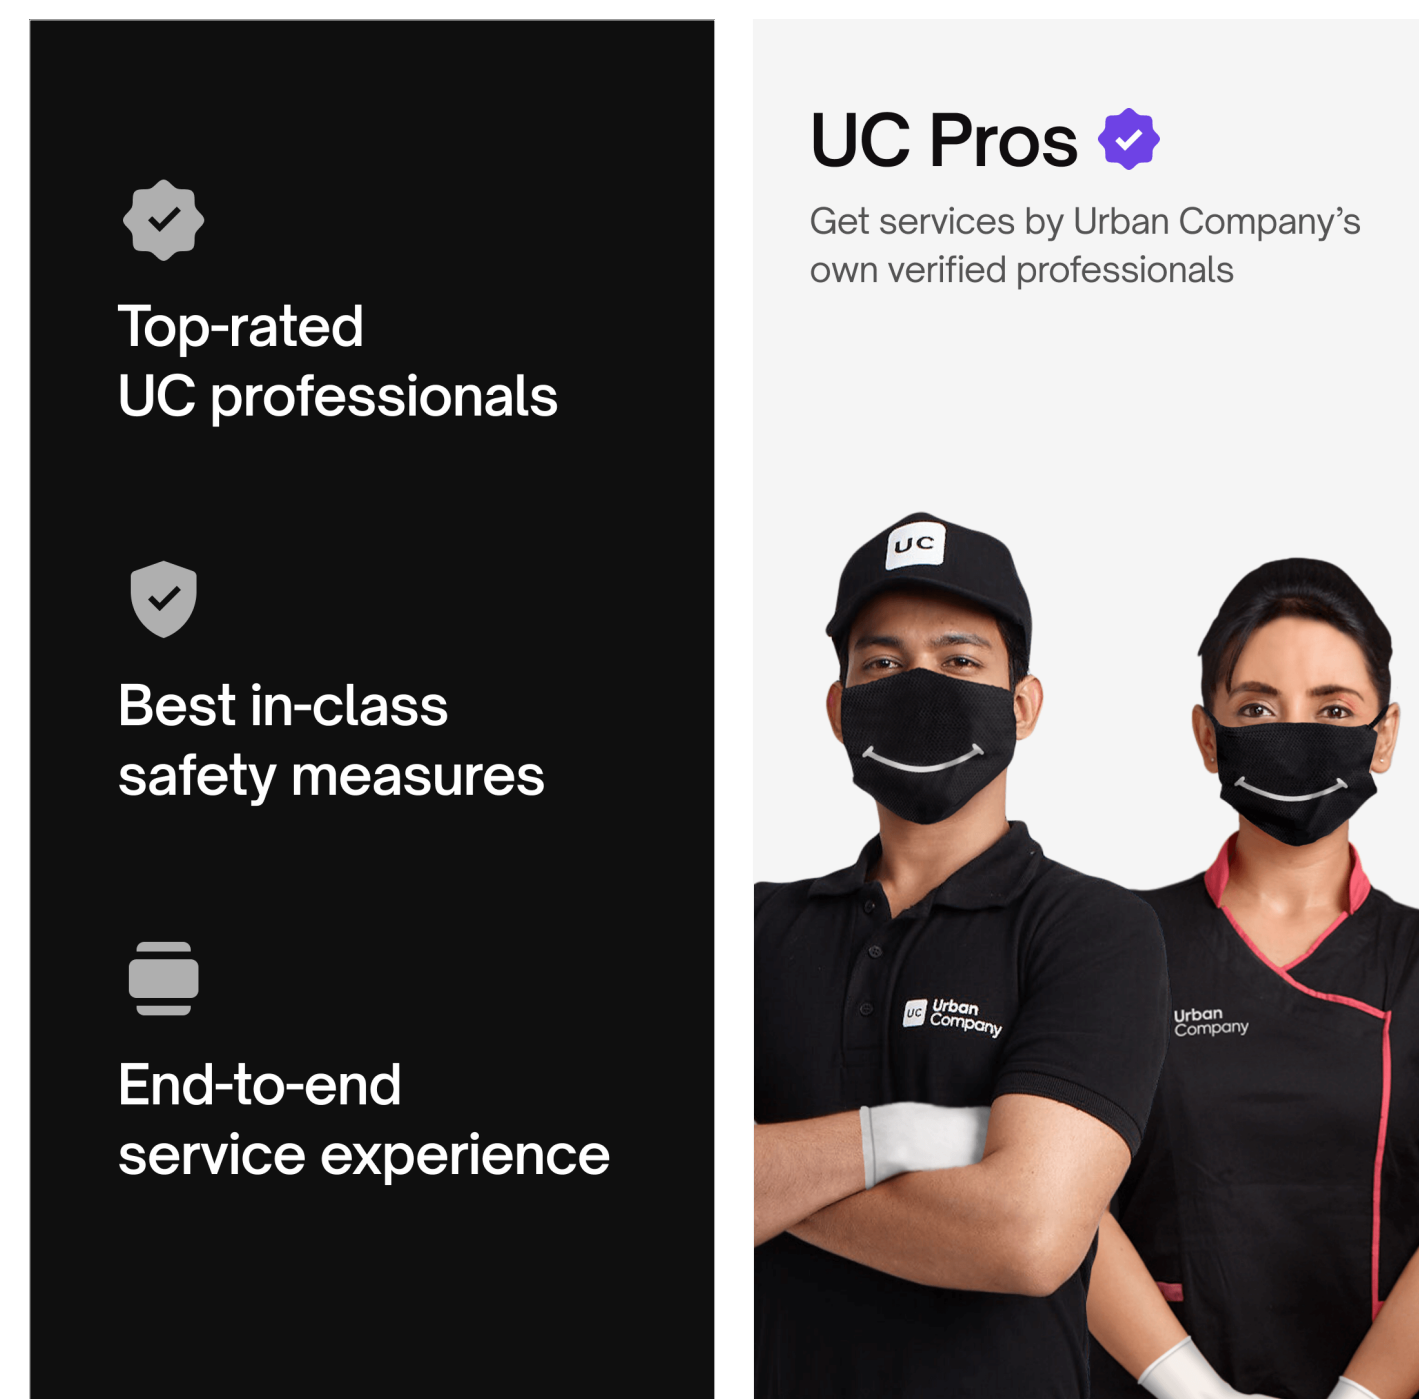 Top-rated
UC professionals
Best in-class
safety measures
End-to-end
service experience
UC Pros
Get services by Urban Company’s
own verified professionals
UC
UC Urban
Company
Urban
Company